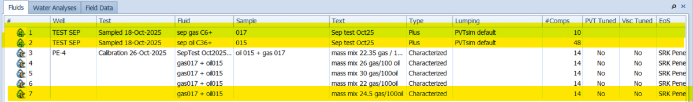 Fluids Water Analyses Field Data
# Well Test Fluid Sample Text Type Lumping #Comps PVT Tuned Visc Tuned EoS
1 TEST SEP Sampled 18-Oct-2025 sep gas C6+ 017 Sep test Oct25 Plus PVTsim default 10
2 TEST SEP Sampled 18-Oct-2025 sep oil C36+ 015 Sep test Oct25 Plus PVTsim default 48
3 PE-4 Calibration 26-Oct-2025 SepTest Oct2025... oil 015 + gas 017 mass mix 22.35 gas / 1... Characterized 14 No No SRK Pene
4 gas017 + oil015 mass mix 26 gas/100 oil Characterized 14 No No SRK Pene
5 gas017 + oil015 mass mix 30 gas/100oil Characterized 14 No No SRK Pene
6 gas017 + oil015 mass mix 22 gas/100oil Characterized 14 No No SRK Pene
7 gas017 + oil015 mass mix 24.5 gas/100oil Characterized 14 No No SRK Pene